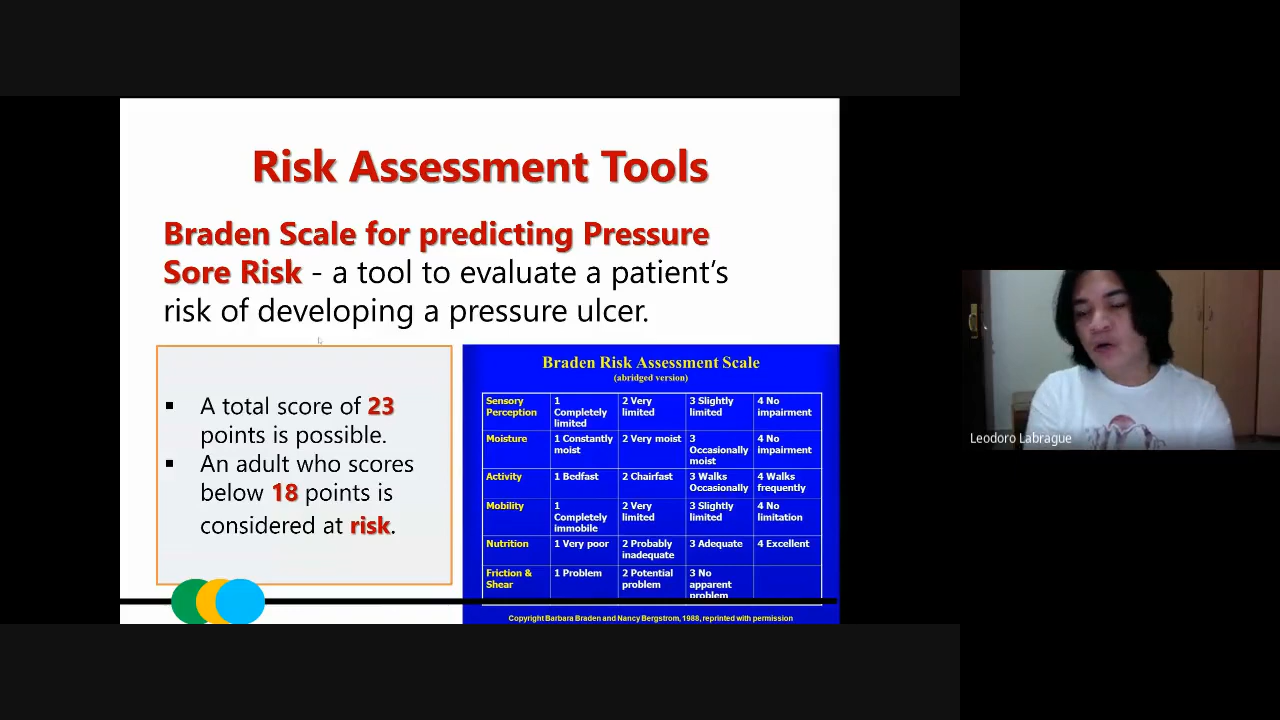 Risk Assessment Tools
Braden Scale for predicting Pressure
Sore Risk - a tool to evaluate a patient's
risk of developing a pressure ulcer.
▪ A total score of 23
points is possible.
▪ An adult who scores
below 18 points is
considered at risk.
Braden Risk Assessment Scale
(abridged version)
Sensory Perception 1 Completely limited 2 Very limited 3 Slightly limited 4 No impairment
Moisture 1 Constantly moist 2 Very moist 3 Occasionally moist 4 No impairment
Activity 1 Bedfast 2 Chairfast 3 Walks Occasionally 4 Walks frequently
Mobility 1 Completely immobile 2 Very limited 3 Slightly limited 4 No limitation
Nutrition 1 Very poor 2 Probably inadequate 3 Adequate 4 Excellent
Friction & Shear 1 Problem 2 Potential problem 3 No apparent problem
Copyright Barbara Braden and Nancy Bergstrom, 1988, reprinted with permission
Leodoro Labrague